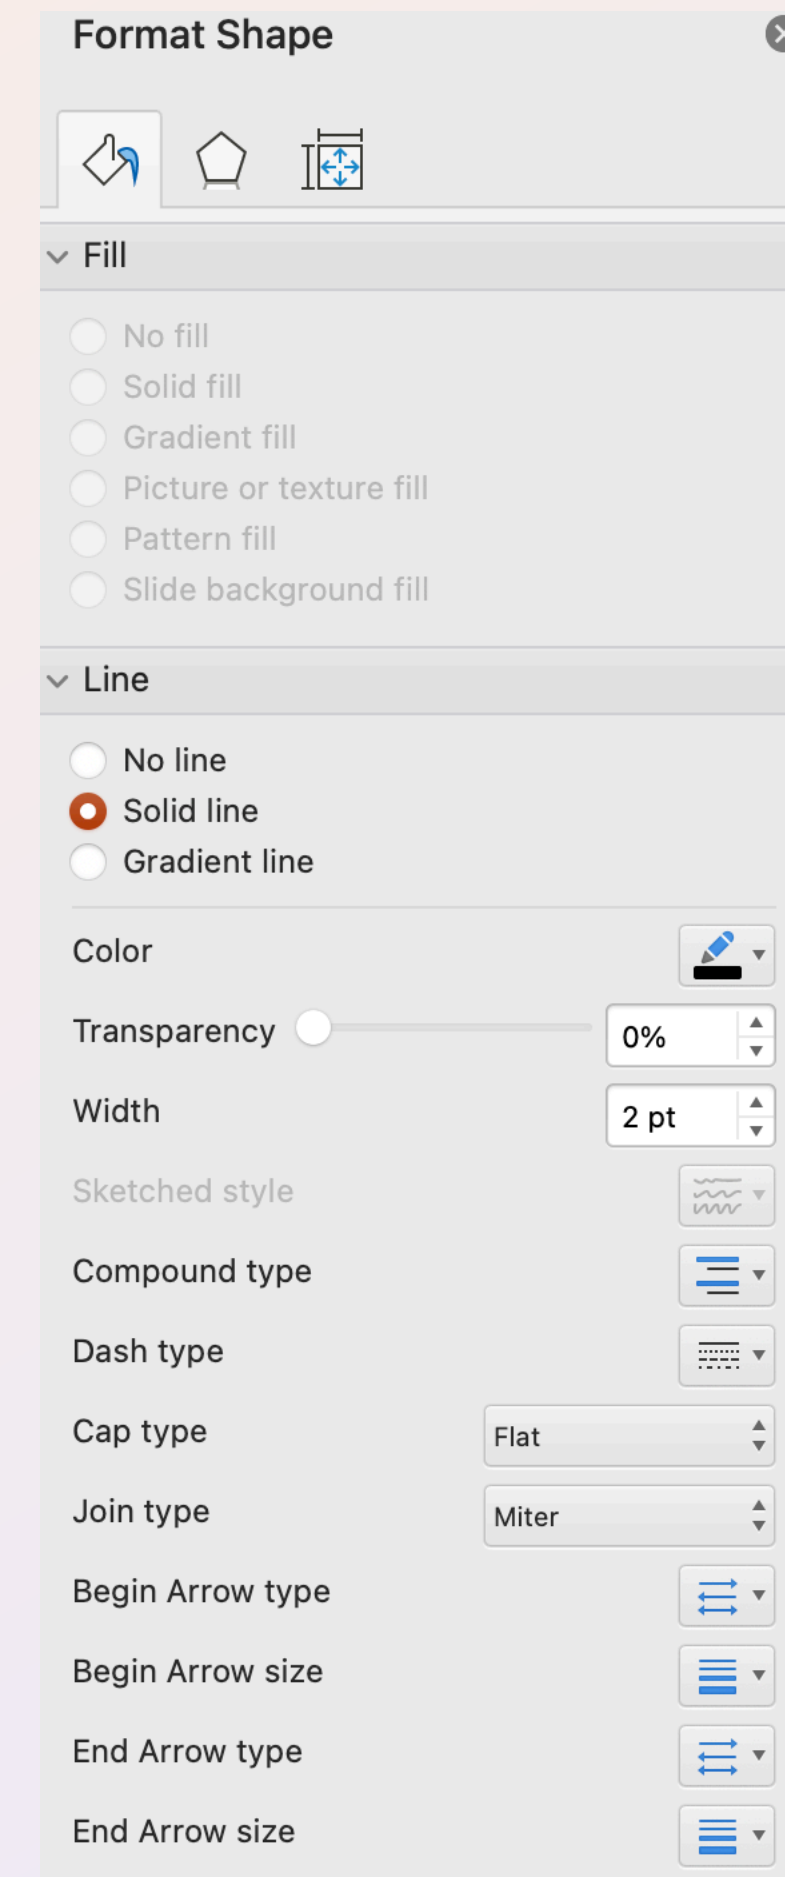 Format Shape
Fill
No fill
Solid fill
Gradient fill
Picture or texture fill
Pattern fill
Slide background fill
Line
No line
Solid line
Gradient line
Color
Transparency 0%
Width 2 pt
Sketched style
Compound type
Dash type
Cap type Flat
Join type Miter
Begin Arrow type
Begin Arrow size
End Arrow type
End Arrow size